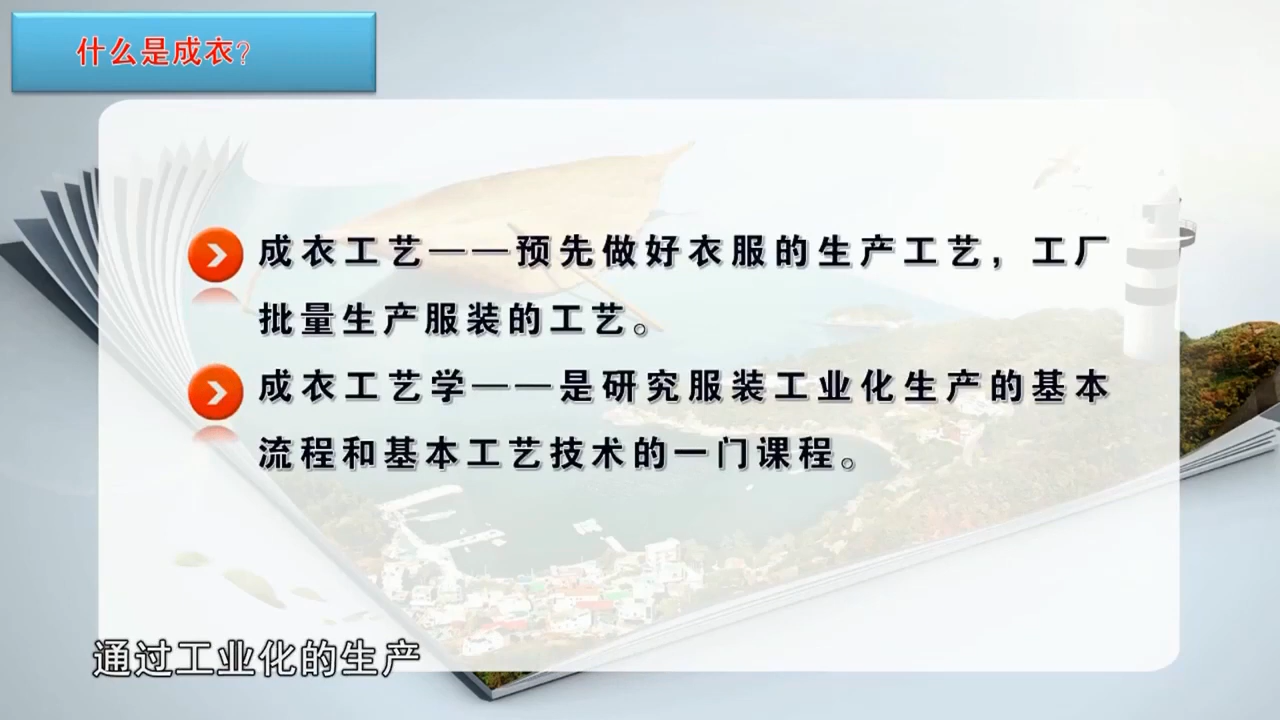 什么是成衣?
成衣工艺——预先做好衣服的生产工艺，工厂
批量生产服装的工艺。
成衣工艺学——是研究服装工业化生产的基本
流程和基本工艺技术的一门课程。
通过工业化的生产